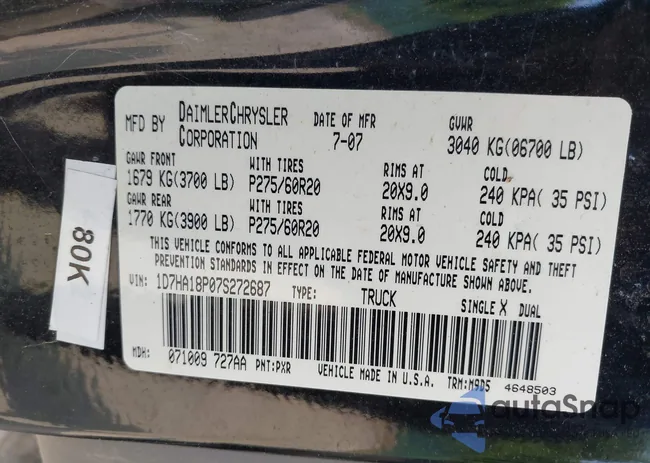 MFD BY DAIMLERCHRYSLER CORPORATION DATE OF MFR 7-07 GVWR 3040 KG(06700 LB)
GAWR FRONT WITH TIRES RIMS AT COLD
1679 KG(3700 LB) P275/60R20 20X9.0 240 KPA( 35 PSI)
GAWR REAR WITH TIRES RIMS AT COLD
1770 KG(3900 LB) P275/60R20 20X9.0 240 KPA( 35 PSI)
THIS VEHICLE CONFORMS TO ALL APPLICABLE FEDERAL MOTOR VEHICLE SAFETY AND THEFT
PREVENTION STANDARDS IN EFFECT ON THE DATE OF MANUFACTURE SHOWN ABOVE.
VIN: 1D7HA18P07S272687 TYPE: TRUCK SINGLE X DUAL
MDH: 071009 727AA PNT:PXR VEHICLE MADE IN U.S.A. TRM:M9D5 4648503
80K
autoSnap